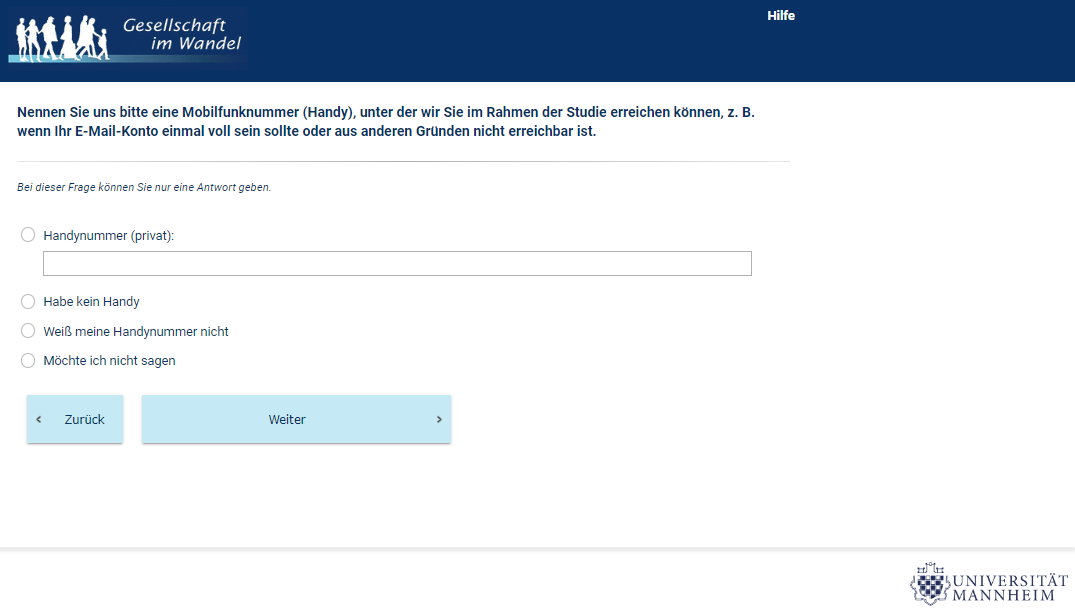 Gesellschaft
im Wandel
Hilfe
Nennen Sie uns bitte eine Mobilfunknummer (Handy), unter der wir Sie im Rahmen der Studie erreichen können, z. B.
wenn Ihr E-Mail-Konto einmal voll sein sollte oder aus anderen Gründen nicht erreichbar ist.
Bei dieser Frage können Sie nur eine Antwort geben.
Handynummer (privat):
Habe kein Handy
Weiß meine Handynummer nicht
Möchte ich nicht sagen
Zurück
Weiter
UNIVERSITÄT
MANNHEIM